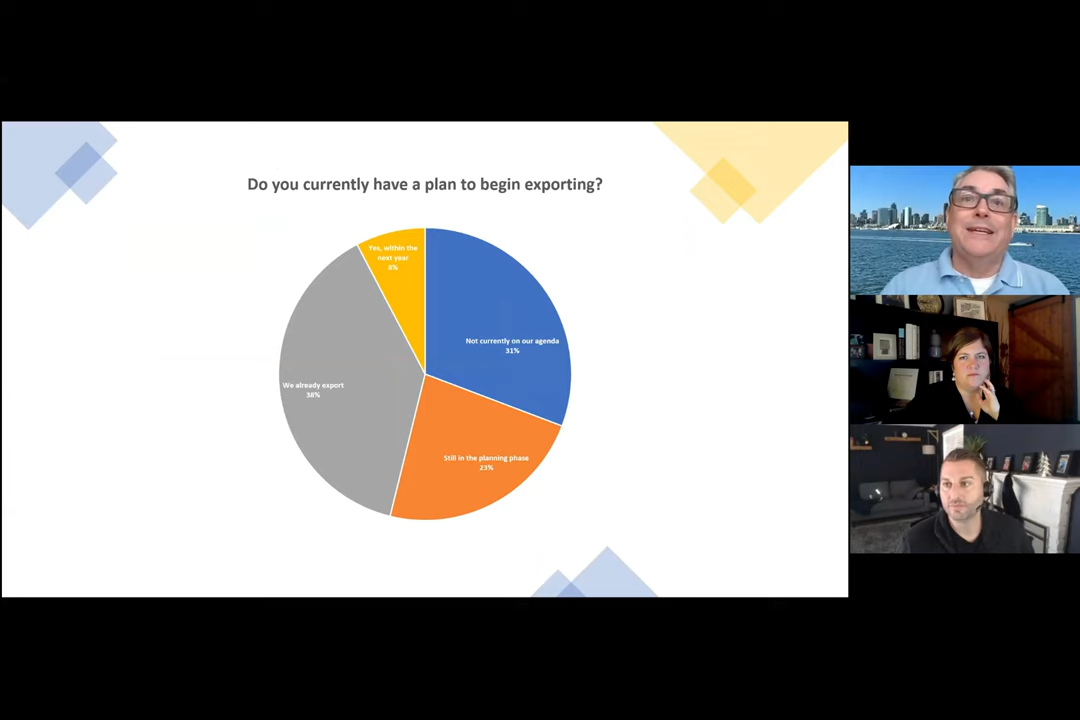 Do you currently have a plan to begin exporting?
Yes, within the
next year
8%
Not currently on our agenda
31%
We already export
38%
Still in the planning phase
23%